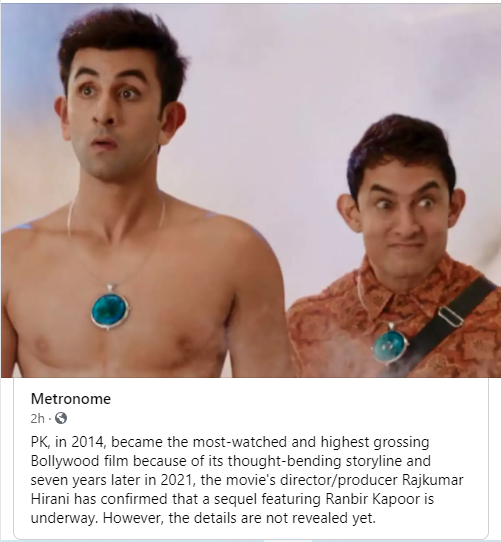 Metronome
2h ·
PK, in 2014, became the most-watched and highest grossing
Bollywood film because of its thought-bending storyline and
seven years later in 2021, the movie's director/producer Rajkumar
Hirani has confirmed that a sequel featuring Ranbir Kapoor is
underway. However, the details are not revealed yet.